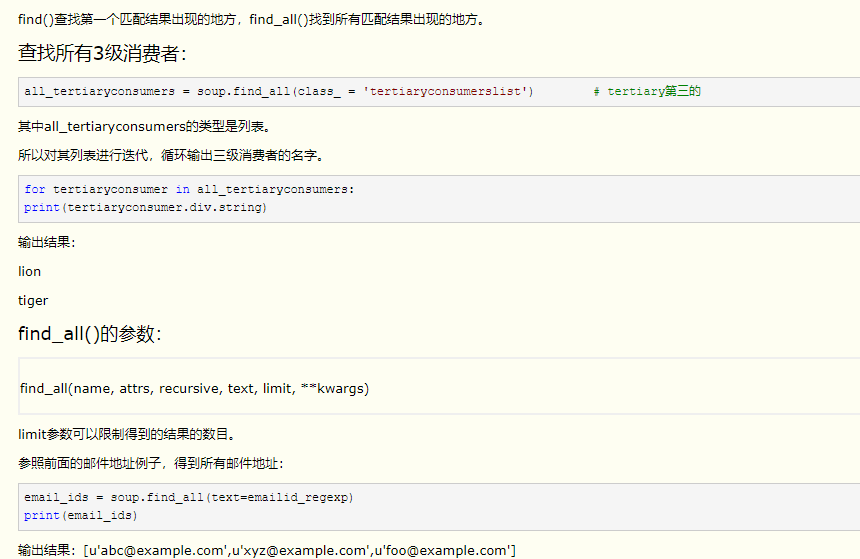 find()查找第一个匹配结果出现的地方，find_all()找到所有匹配结果出现的地方。
查找所有3级消费者：
all_tertiaryconsumers = soup.find_all(class_ = 'tertiaryconsumerslist')        # tertiary第三的
其中all_tertiaryconsumers的类型是列表。
所以对其列表进行迭代，循环输出三级消费者的名字。
for tertiaryconsumer in all_tertiaryconsumers:
print(tertiaryconsumer.div.string)
输出结果：
lion
tiger
find_all()的参数：
find_all(name, attrs, recursive, text, limit, **kwargs)
limit参数可以限制得到的结果的数目。
参照前面的邮件地址例子，得到所有邮件地址：
email_ids = soup.find_all(text=emailid_regexp)
print(email_ids)
输出结果：[u'abc@example.com',u'xyz@example.com',u'foo@example.com']